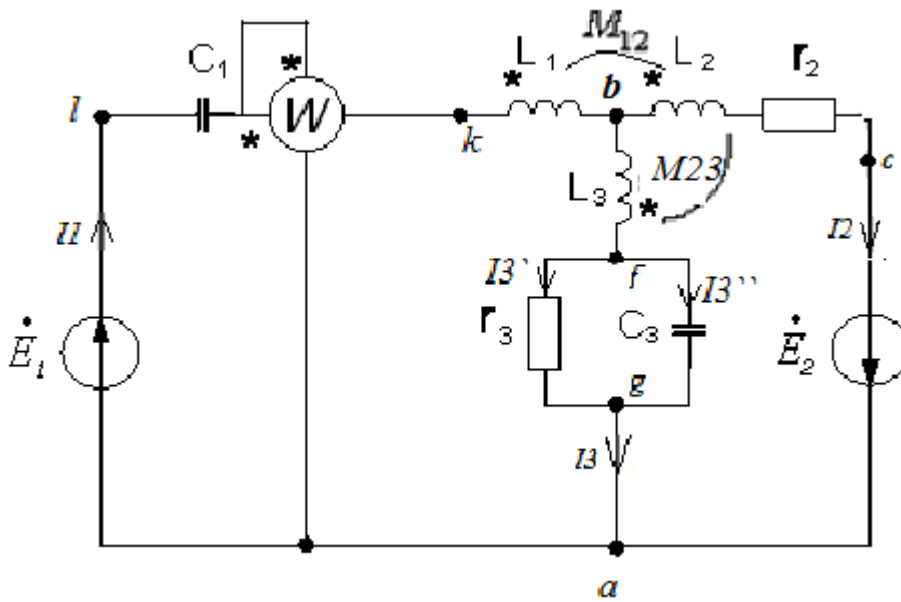 M12
C1 * L1 * L2 r2
l * W k b c
L3 * M23
I1 I3` f I3`` I2
r3 C3
Ė1 Ė2
g
I3
a